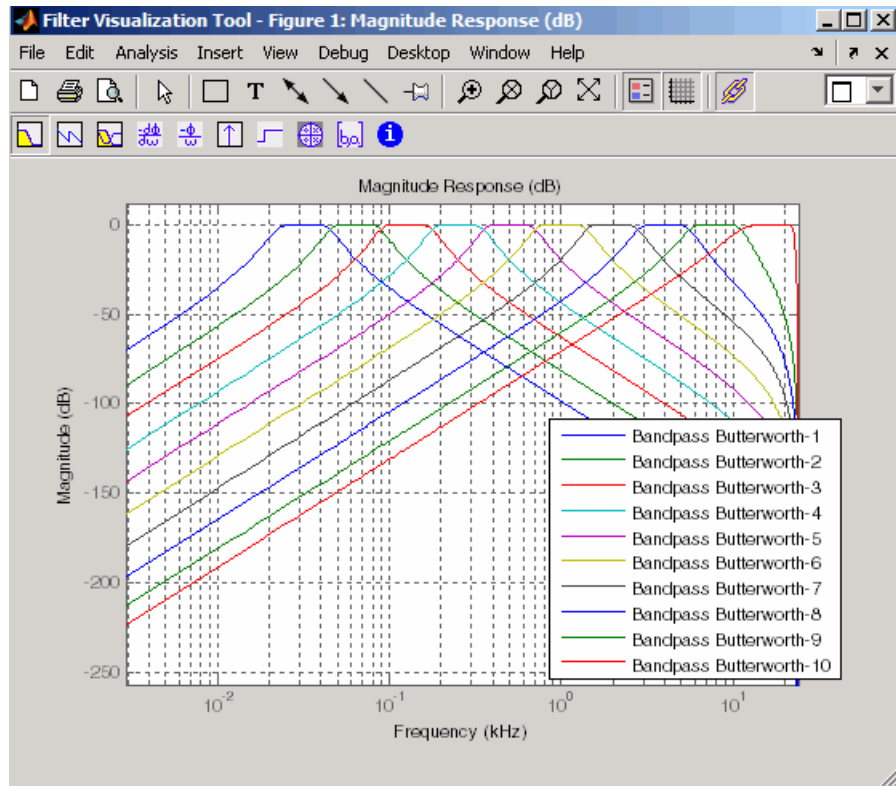 Filter Visualization Tool - Figure 1: Magnitude Response (dB)
File Edit Analysis Insert View Debug Desktop Window Help
T
-dΦ
dω
-Φ
ω
[b,a]
i
Magnitude Response (dB)
0
-50
-100
-150
-200
-250
Magnitude (dB)
Bandpass Butterworth-1
Bandpass Butterworth-2
Bandpass Butterworth-3
Bandpass Butterworth-4
Bandpass Butterworth-5
Bandpass Butterworth-6
Bandpass Butterworth-7
Bandpass Butterworth-8
Bandpass Butterworth-9
Bandpass Butterworth-10
10^-2 10^-1 10^0 10^1
Frequency (kHz)